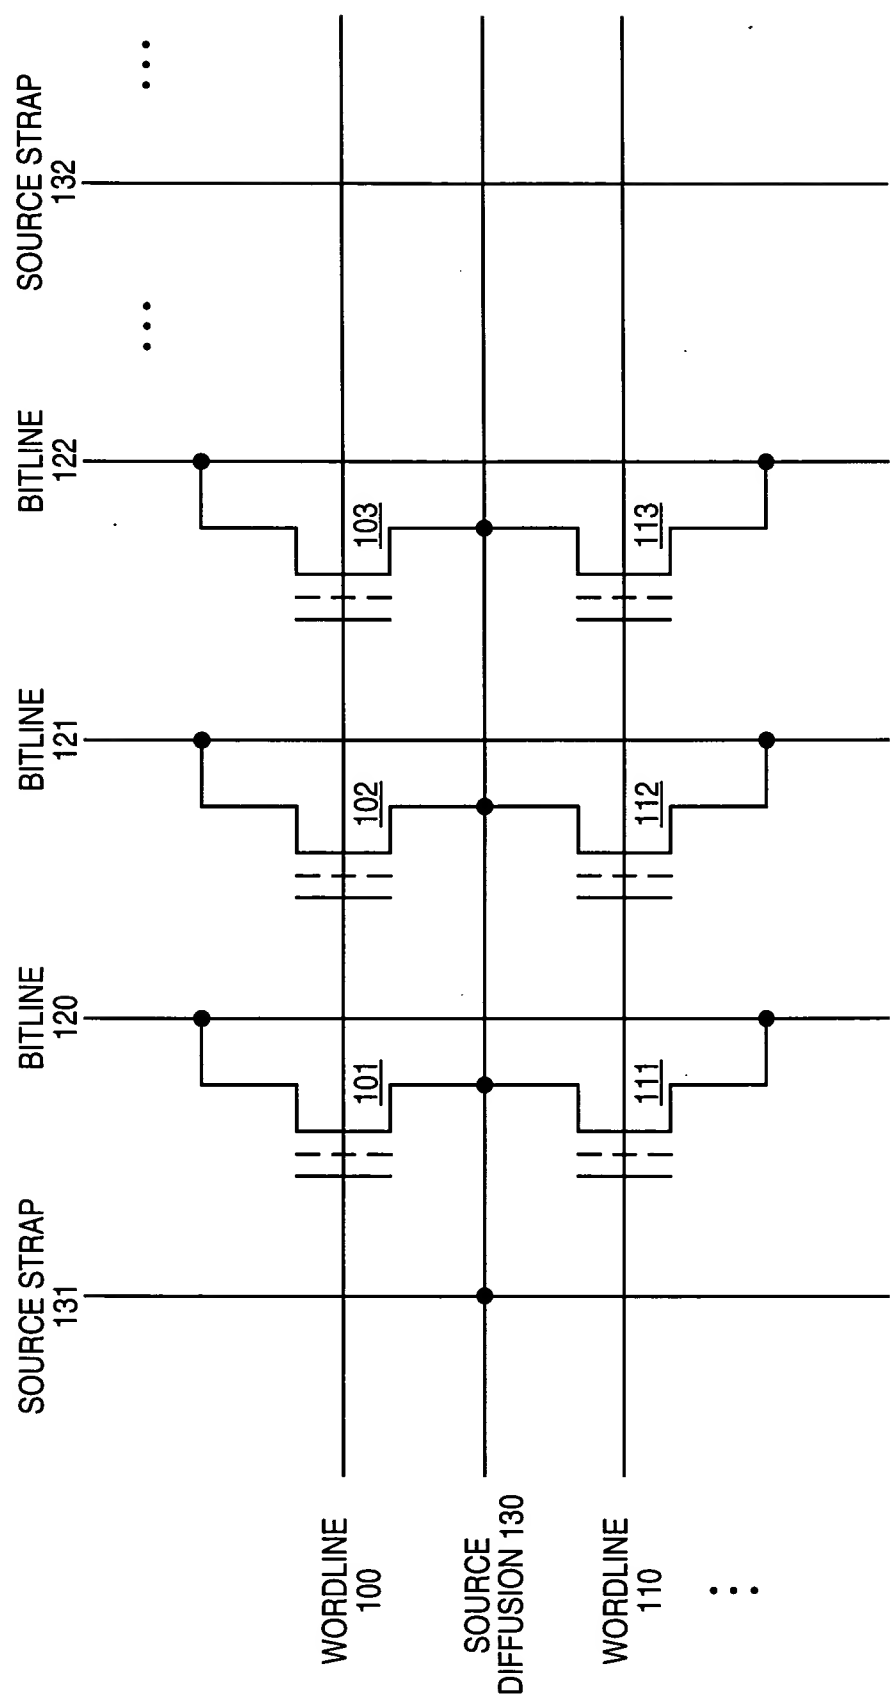 SOURCE STRAP
131
BITLINE
120
BITLINE
121
BITLINE
122
SOURCE STRAP
132
WORDLINE
100
101
102
103
SOURCE
DIFFUSION 130
WORDLINE
110
111
112
113